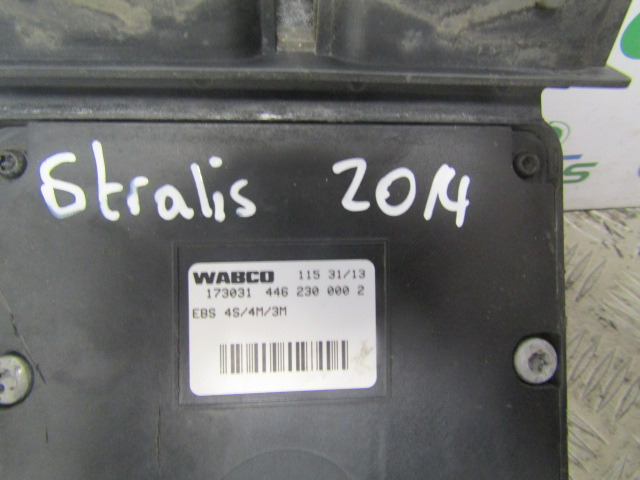 Stralis 2014
WABCO 115 31/13
173031 446 230 000 2
EBS 4S/4M/3M